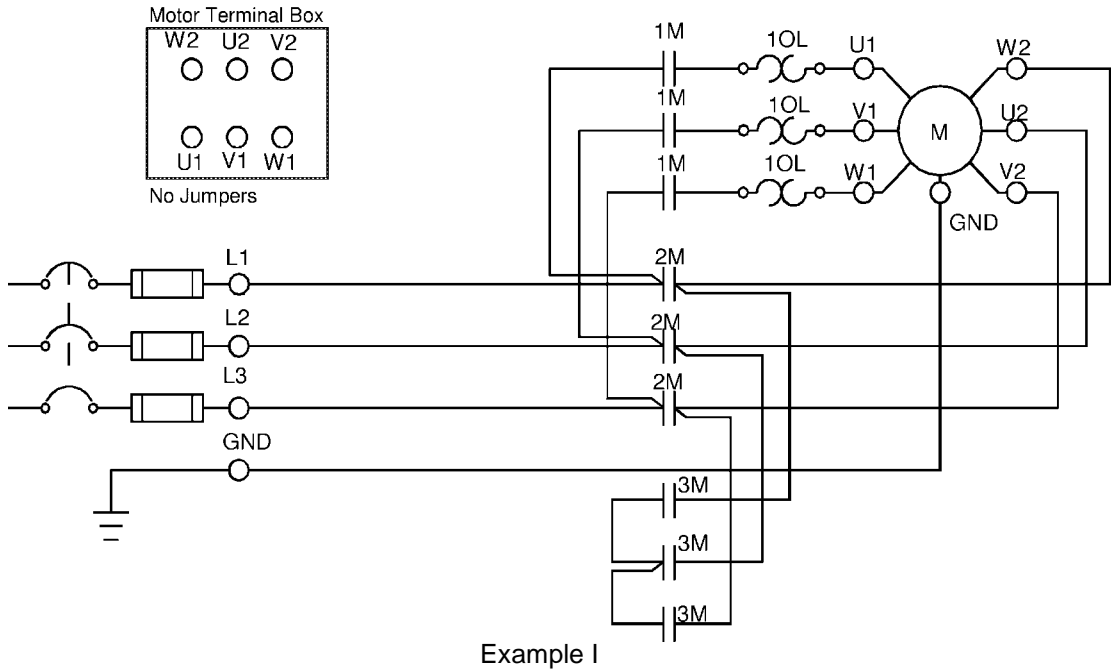 Motor Terminal Box
W2 U2 V2
U1 V1 W1
No Jumpers
1M 1OL U1 W2
1M 1OL V1 M U2
1M 1OL W1 V2
GND
L1 2M
L2 2M
L3 2M
GND
3M
3M
3M
Example I